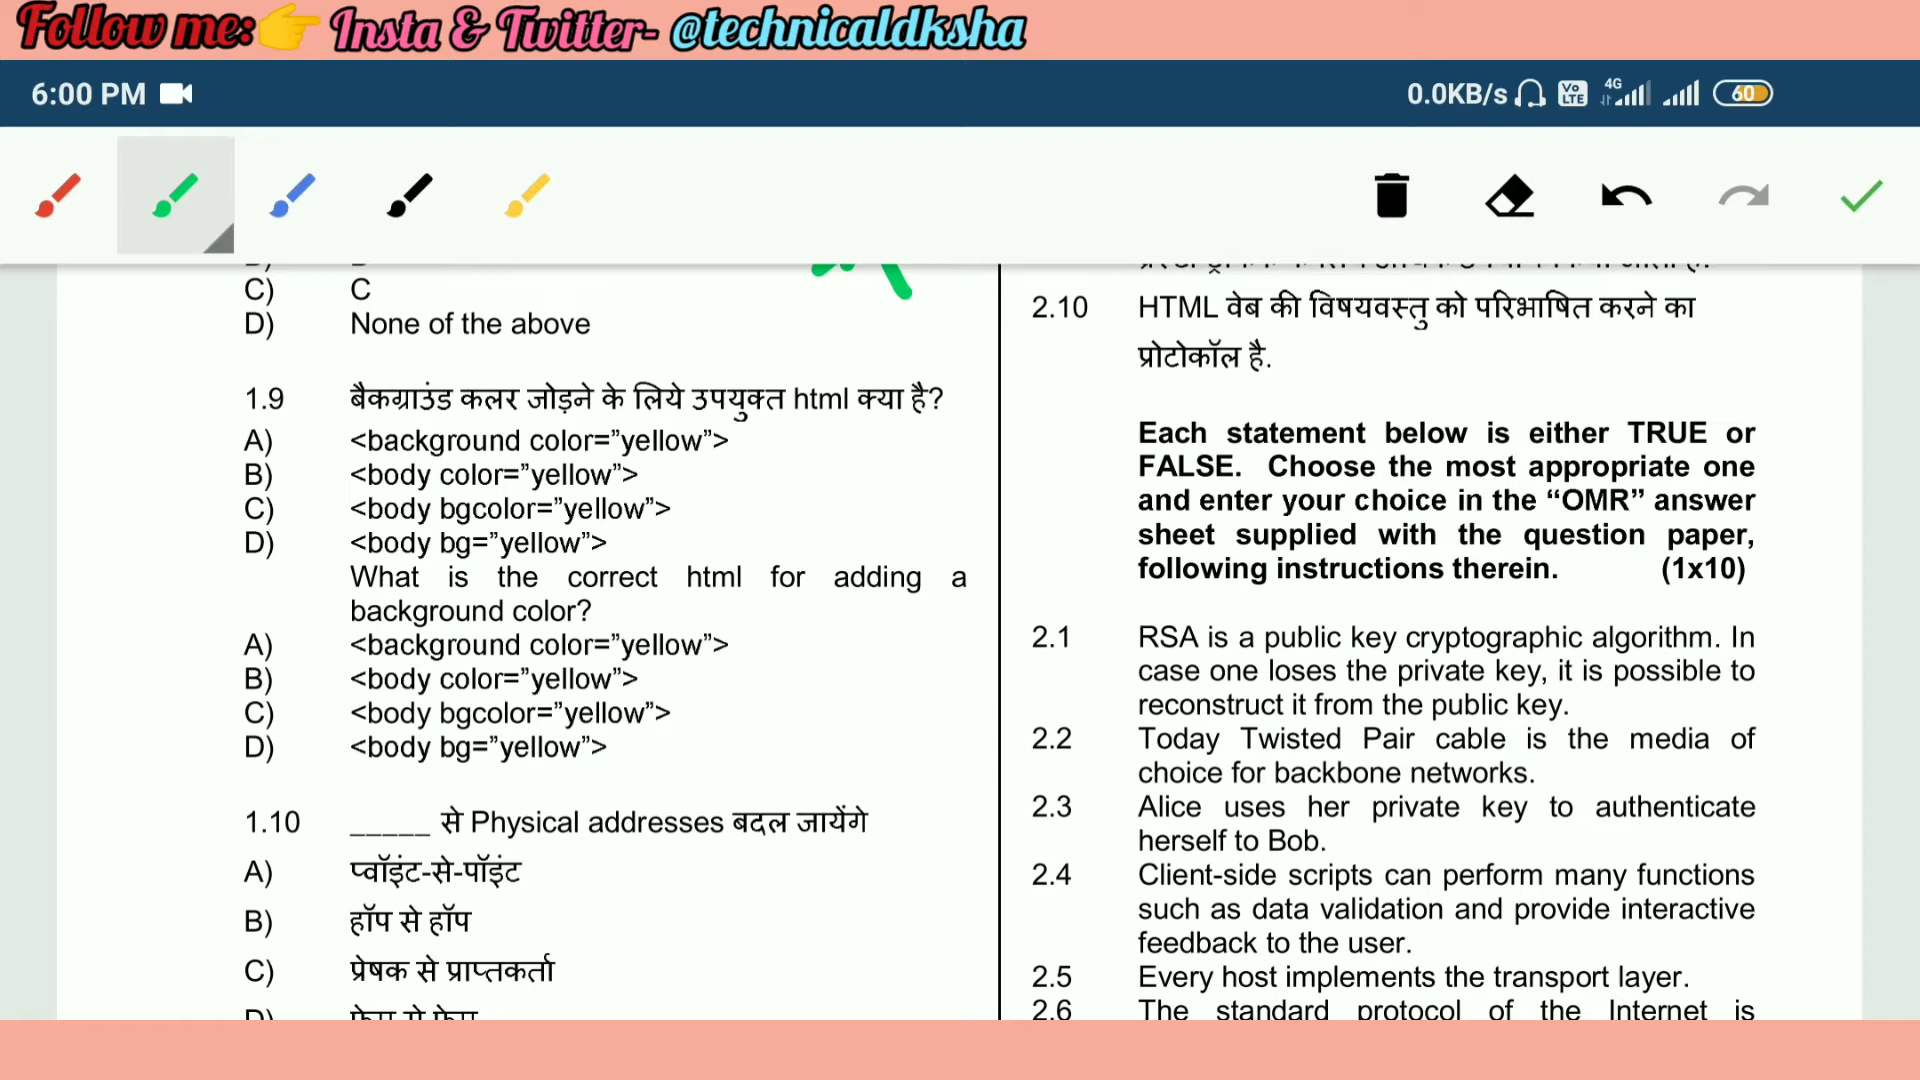 Follow me:👉 Insta & Twitter- @technicaldksha
6:00 PM
0.0KB/s Vo LTE 4G 60
C) C
D) None of the above
1.9 बैकग्राउंड कलर जोड़ने के लिये उपयुक्त html क्या है?
A) <background color=”yellow”>
B) <body color=”yellow”>
C) <body bgcolor=”yellow”>
D) <body bg=”yellow”>
What is the correct html for adding a
background color?
A) <background color=”yellow”>
B) <body color=”yellow”>
C) <body bgcolor=”yellow”>
D) <body bg=”yellow”>
1.10 _____ से Physical addresses बदल जायेंगे
A) प्वॉइंट-से-पॉइंट
B) हॉप से हॉप
C) प्रेषक से प्राप्तकर्ता
D)
2.10 HTML वेब की विषयवस्तु को परिभाषित करने का
प्रोटोकॉल है.
Each statement below is either TRUE or
FALSE. Choose the most appropriate one
and enter your choice in the “OMR” answer
sheet supplied with the question paper,
following instructions therein. (1x10)
2.1 RSA is a public key cryptographic algorithm. In
case one loses the private key, it is possible to
reconstruct it from the public key.
2.2 Today Twisted Pair cable is the media of
choice for backbone networks.
2.3 Alice uses her private key to authenticate
herself to Bob.
2.4 Client-side scripts can perform many functions
such as data validation and provide interactive
feedback to the user.
2.5 Every host implements the transport layer.
2.6 The standard protocol of the Internet is